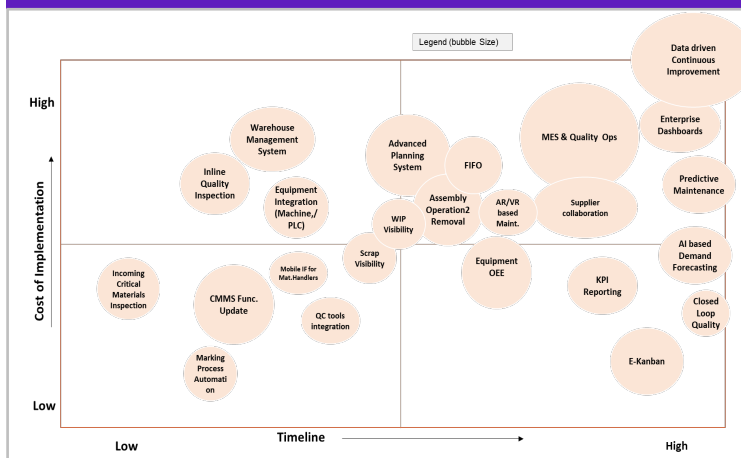 Legend (bubble Size)
Data driven
Continuous
Improvement
High
Enterprise
Dashboards
Warehouse
Management
System
Advanced
Planning
System
MES & Quality Ops
FIFO
Inline
Quality
Inspection
Equipment
Integration
(Machine,/
PLC)
Predictive
Maintenance
Assembly
Operation2
Removal
AR/VR
based
Maint.
Supplier
collaboration
WIP
Visibility
Cost of Implementation
Scrap
Visibility
AI based
Demand
Forecasting
Equipment
OEE
Incoming
Critical
Materials
Inspection
Mobile IF for
Mat.Handlers
CMMS Func.
Update
KPI
Reporting
QC tools
integration
Closed
Loop
Quality
Marking
Process
Automati
on
E-Kanban
Low
Low
Timeline
High